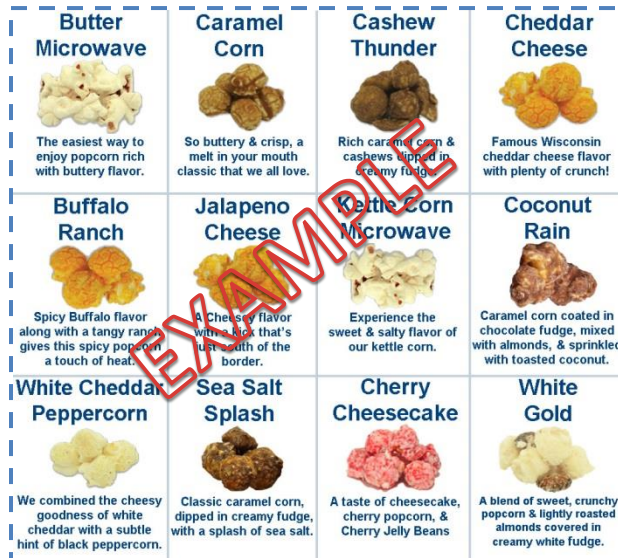 Butter
Microwave
The easiest way to
enjoy popcorn rich
with buttery flavor.
Caramel
Corn
So buttery & crisp, a
melt in your mouth
classic that we all love.
Cashew
Thunder
Rich caramel corn &
cashews dipped in
creamy fudge.
Cheddar
Cheese
Famous Wisconsin
cheddar cheese flavor
with plenty of crunch!
Buffalo
Ranch
Spicy Buffalo flavor
along with a tangy ranch
gives this spicy popcorn
a touch of heat.
Jalapeno
Cheese
A Cheesey flavor
with a kick that's
just south of the
border.
Kettle Corn
Microwave
Experience the
sweet & salty flavor of
our kettle corn.
Coconut
Rain
Caramel corn coated in
chocolate fudge, mixed
with almonds, & sprinkled
with toasted coconut.
White Cheddar
Peppercorn
We combined the cheesy
goodness of white
cheddar with a subtle
hint of black peppercorn.
Sea Salt
Splash
Classic caramel corn,
dipped in creamy fudge,
with a splash of sea salt.
Cherry
Cheesecake
A taste of cheesecake,
cherry popcorn, &
Cherry Jelly Beans
White
Gold
A blend of sweet, crunchy
popcorn & lightly roasted
almonds covered in
creamy white fudge.
EXAMPLE